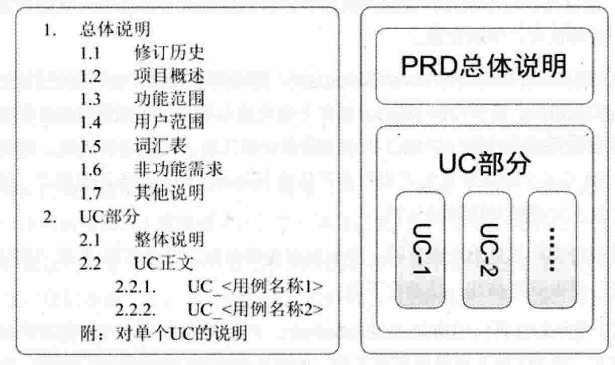 1. 总体说明
1.1 修订历史
1.2 项目概述
1.3 功能范围
1.4 用户范围
1.5 词汇表
1.6 非功能需求
1.7 其他说明
2. UC部分
2.1 整体说明
2.2 UC正文
2.2.1. UC_<用例名称1>
2.2.2. UC_<用例名称2>
附：对单个UC的说明
PRD总体说明
UC部分
UC-1
UC-2
......